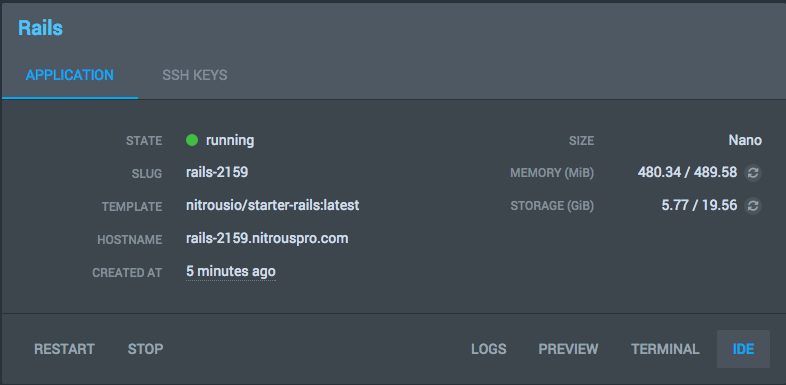 Rails
APPLICATION SSH KEYS
STATE running SIZE Nano
SLUG rails-2159 MEMORY (MiB) 480.34 / 489.58
TEMPLATE nitrousio/starter-rails:latest STORAGE (GiB) 5.77 / 19.56
HOSTNAME rails-2159.nitrouspro.com
CREATED AT 5 minutes ago
RESTART STOP LOGS PREVIEW TERMINAL IDE